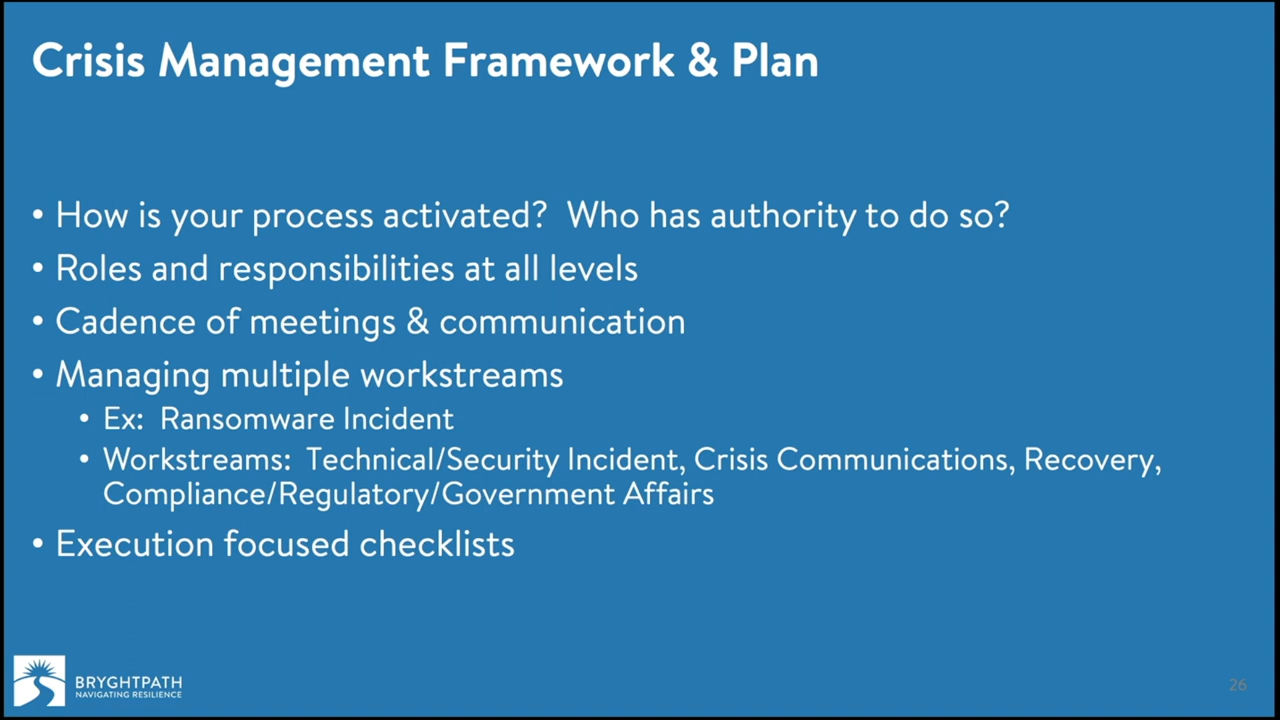 Crisis Management Framework & Plan
• How is your process activated?  Who has authority to do so?
• Roles and responsibilities at all levels
• Cadence of meetings & communication
• Managing multiple workstreams
• Ex:  Ransomware Incident
• Workstreams:  Technical/Security Incident, Crisis Communications, Recovery,
Compliance/Regulatory/Government Affairs
• Execution focused checklists
BRYGHTPATH
NAVIGATING RESILIENCE
26